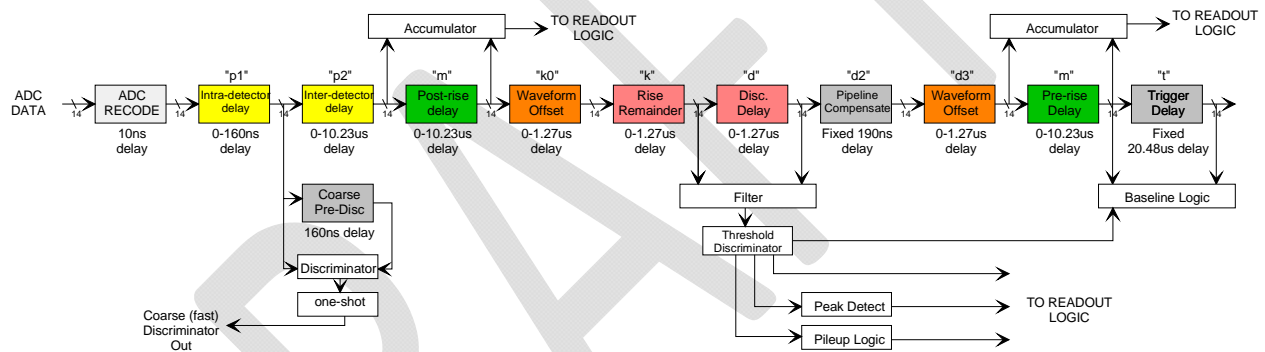 Accumulator
TO READOUT
LOGIC
Accumulator
TO READOUT
LOGIC
"p1"
"p2"
"m"
"k0"
"k"
"d"
"d2"
"d3"
"m"
"t"
ADC
DATA
14
ADC
RECODE
14
Intra-detector
delay
14
Inter-detector
delay
14
Post-rise
delay
14
Waveform
Offset
14
Rise
Remainder
14
Disc.
Delay
14
Pipeline
Compensate
14
Waveform
Offset
14
Pre-rise
Delay
14
Trigger
Delay
14
10ns
delay
0-160ns
delay
0-10.23us
delay
0-10.23us
delay
0-1.27us
delay
0-1.27us
delay
0-1.27us
delay
Fixed 190ns
delay
0-1.27us
delay
0-10.23us
delay
Fixed
20.48us delay
Coarse
Pre-Disc
160ns delay
Discriminator
one-shot
Coarse (fast)
Discriminator
Out
Filter
Threshold
Discriminator
Baseline Logic
Peak Detect
Pileup Logic
TO READOUT
LOGIC